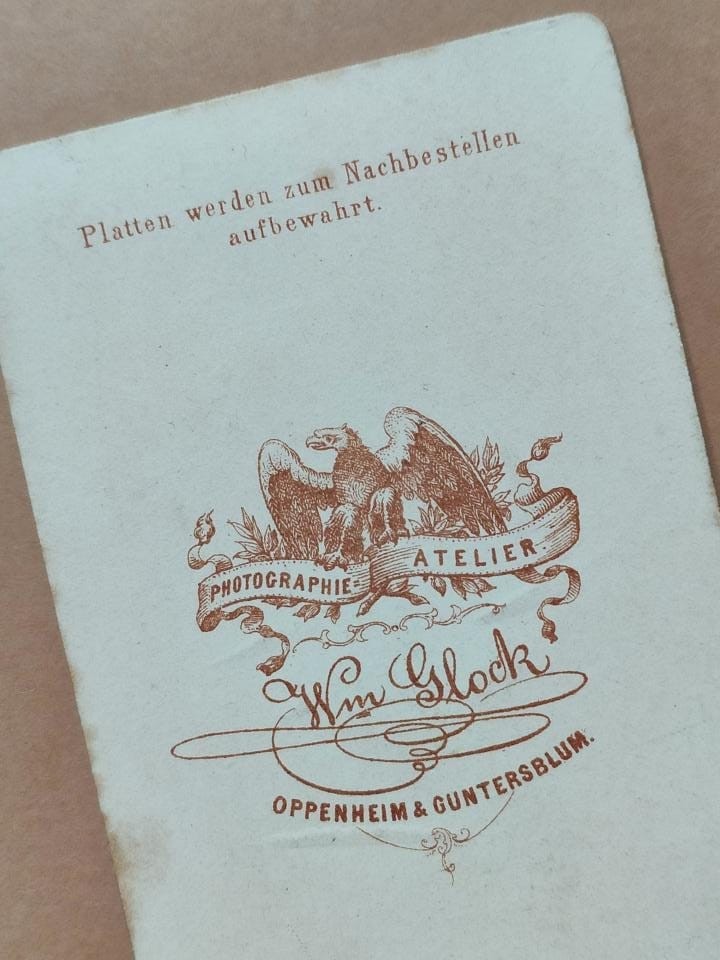 Platten werden zum Nachbestellen
aufbewahrt.
PHOTOGRAPHIE=
ATELIER
Wm Glock
OPPENHEIM & GUNTERSBLUM.